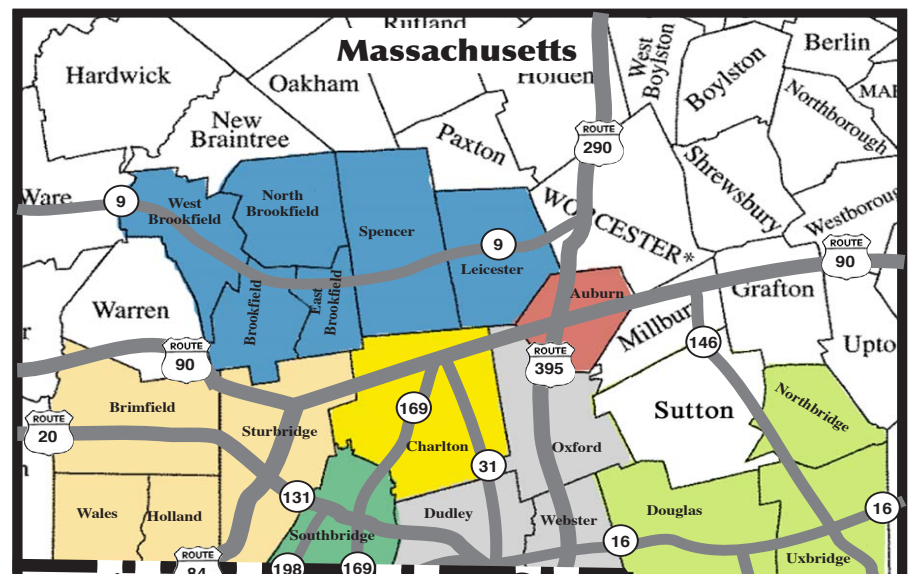 Rutland
Massachusetts
Hardwick
Oakham
Holden
West
Boylston
Boylston
Berlin
Northborough
MAR
New
Braintree
Paxton
Shrewsbury
ROUTE
290
Ware
9
West
Brookfield
North
Brookfield
Spencer
9
Leicester
WORCESTER*
Westboroug
ROUTE
90
Warren
Brookfield
East
Brookfield
Auburn
Millbury
Grafton
Upto
r
ROUTE
90
ROUTE
395
146
ROUTE
20
Brimfield
Sturbridge
169
Charlton
31
Oxford
Sutton
Northbridge
n
Wales
Holland
131
Southbridge
Dudley
Webster
Douglas
16
16
Uxbridge
ROUTE
84
198
169